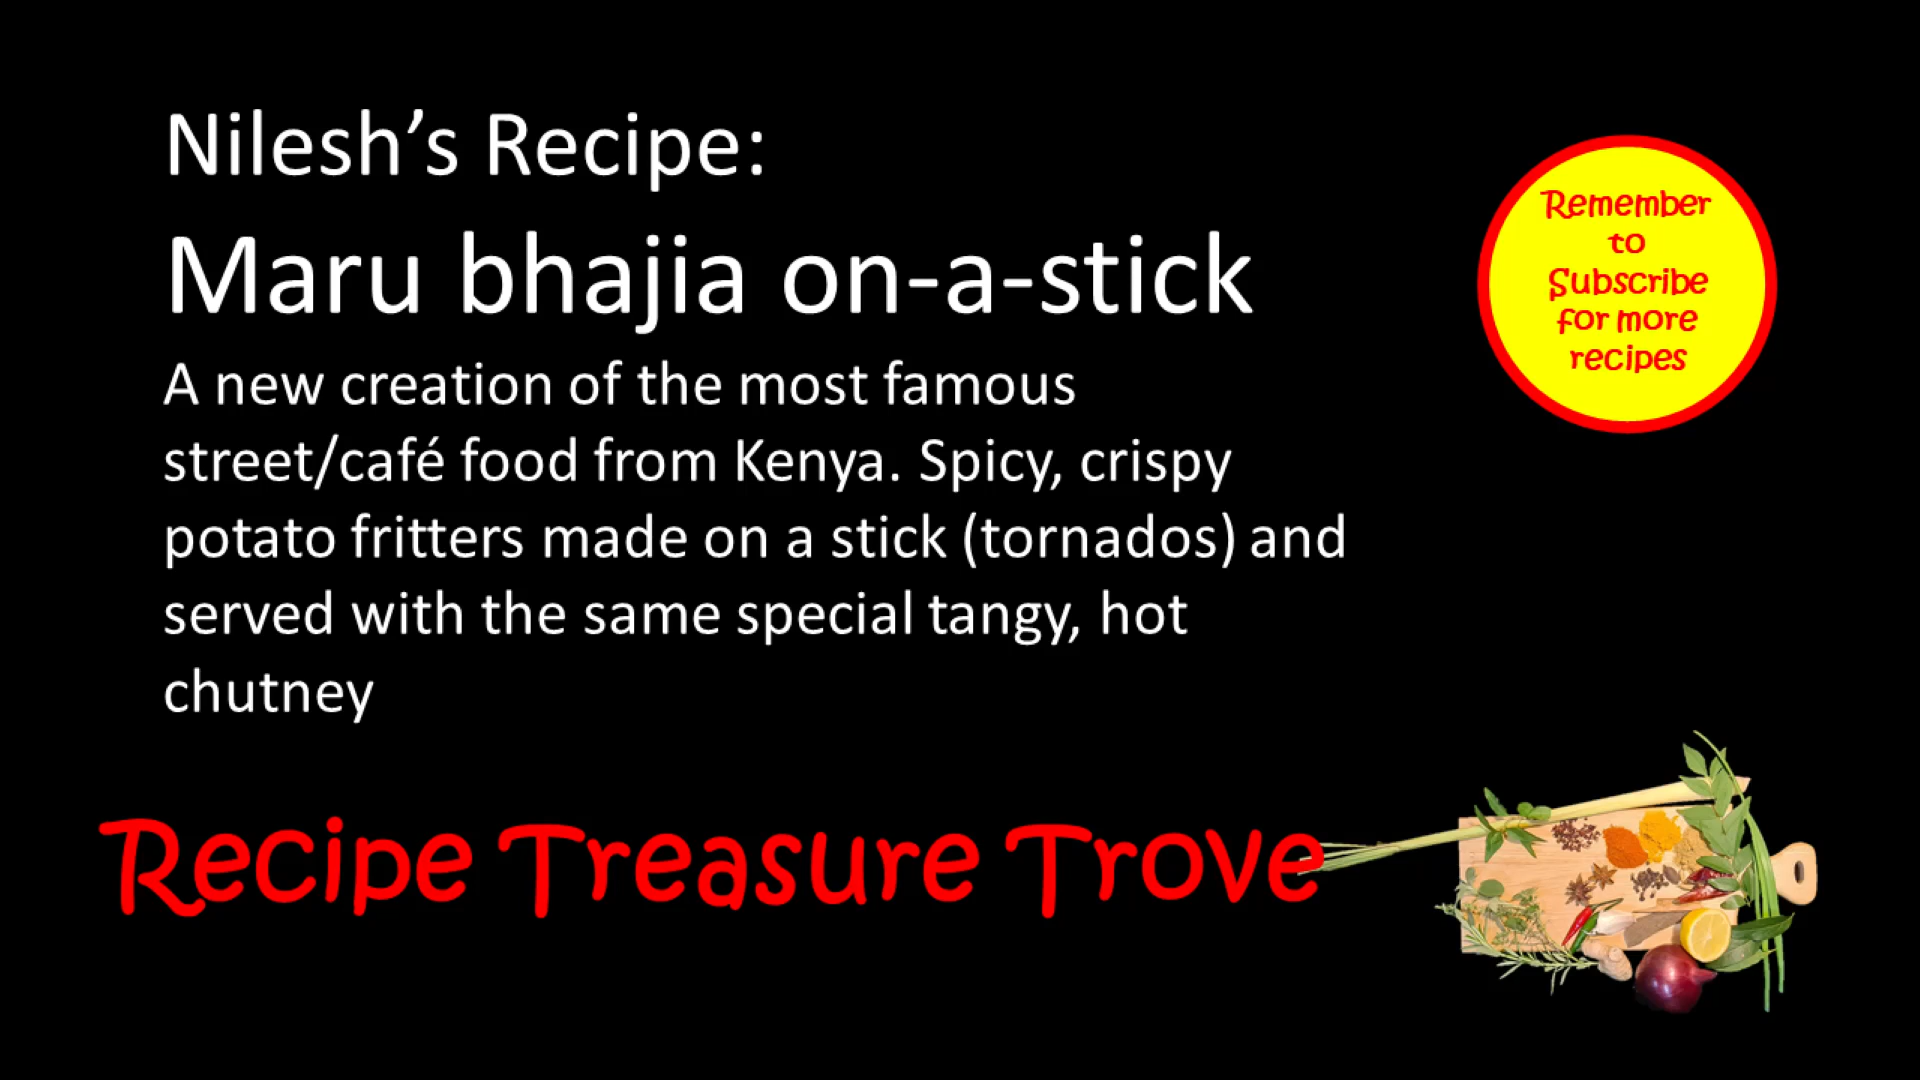 Nilesh’s Recipe:
Maru bhajia on-a-stick
A new creation of the most famous
street/café food from Kenya. Spicy, crispy
potato fritters made on a stick (tornados) and
served with the same special tangy, hot
chutney
Remember
to
Subscribe
for more
recipes
Recipe Treasure Trove